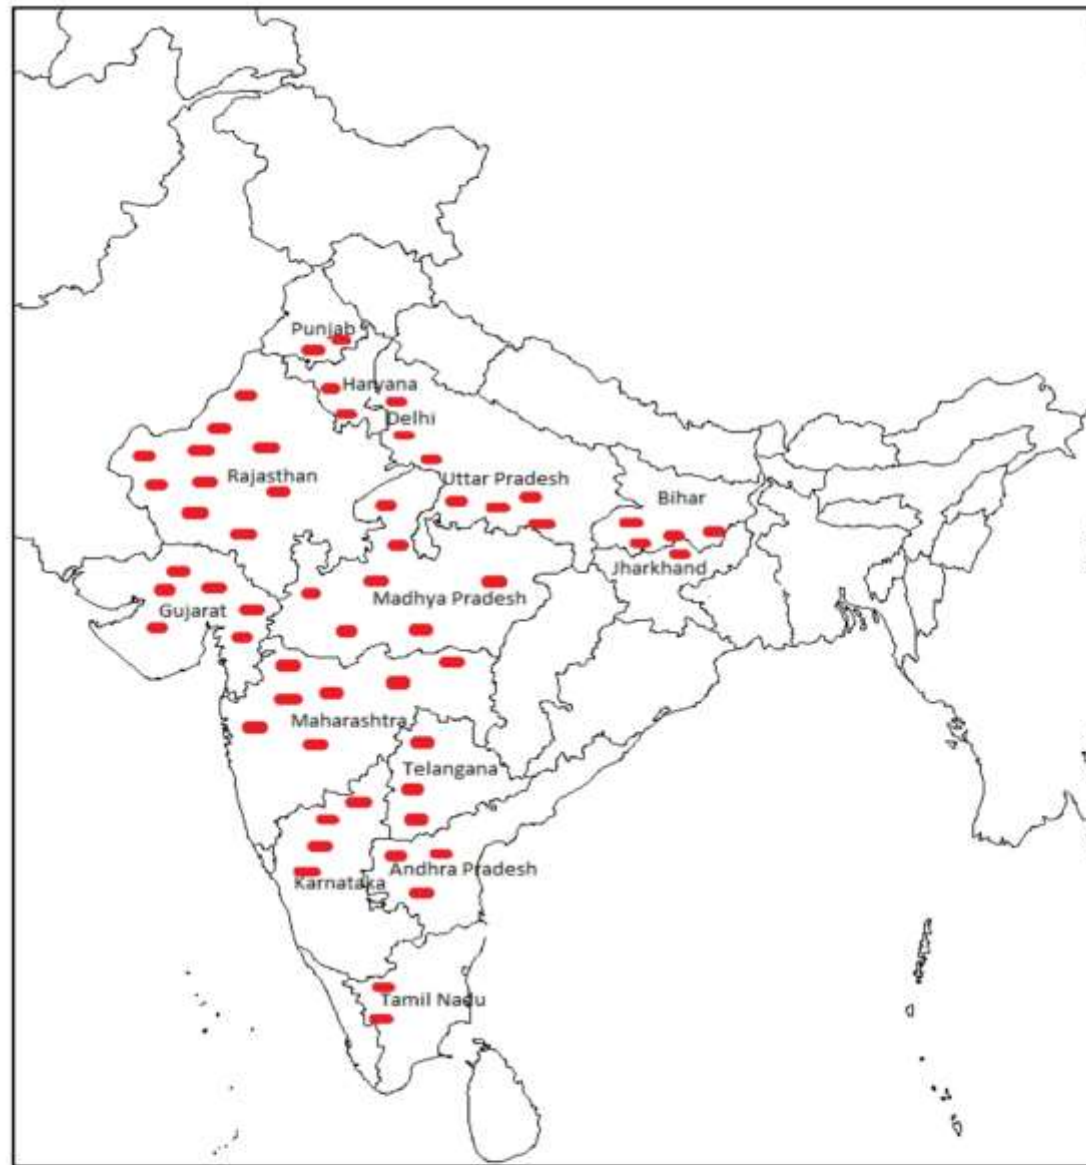 Punjab
Haryana
Delhi
Rajasthan
Uttar Pradesh
Bihar
Jharkhand
Madhya Pradesh
Gujarat
Maharashtra
Telangana
Andhra Pradesh
Karnataka
Tamil Nadu